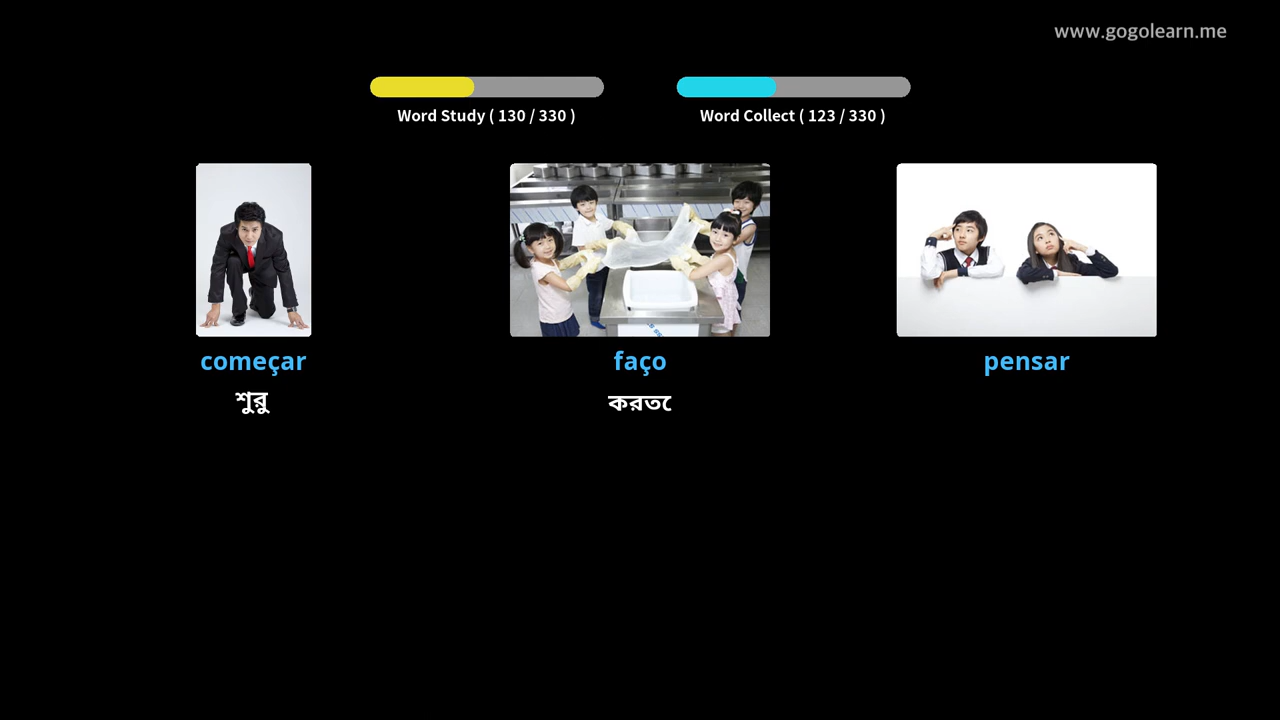 www.gogolearn.me
Word Study ( 130 / 330 )
Word Collect ( 123 / 330 )
começar
faço
pensar
শুরু
করতে